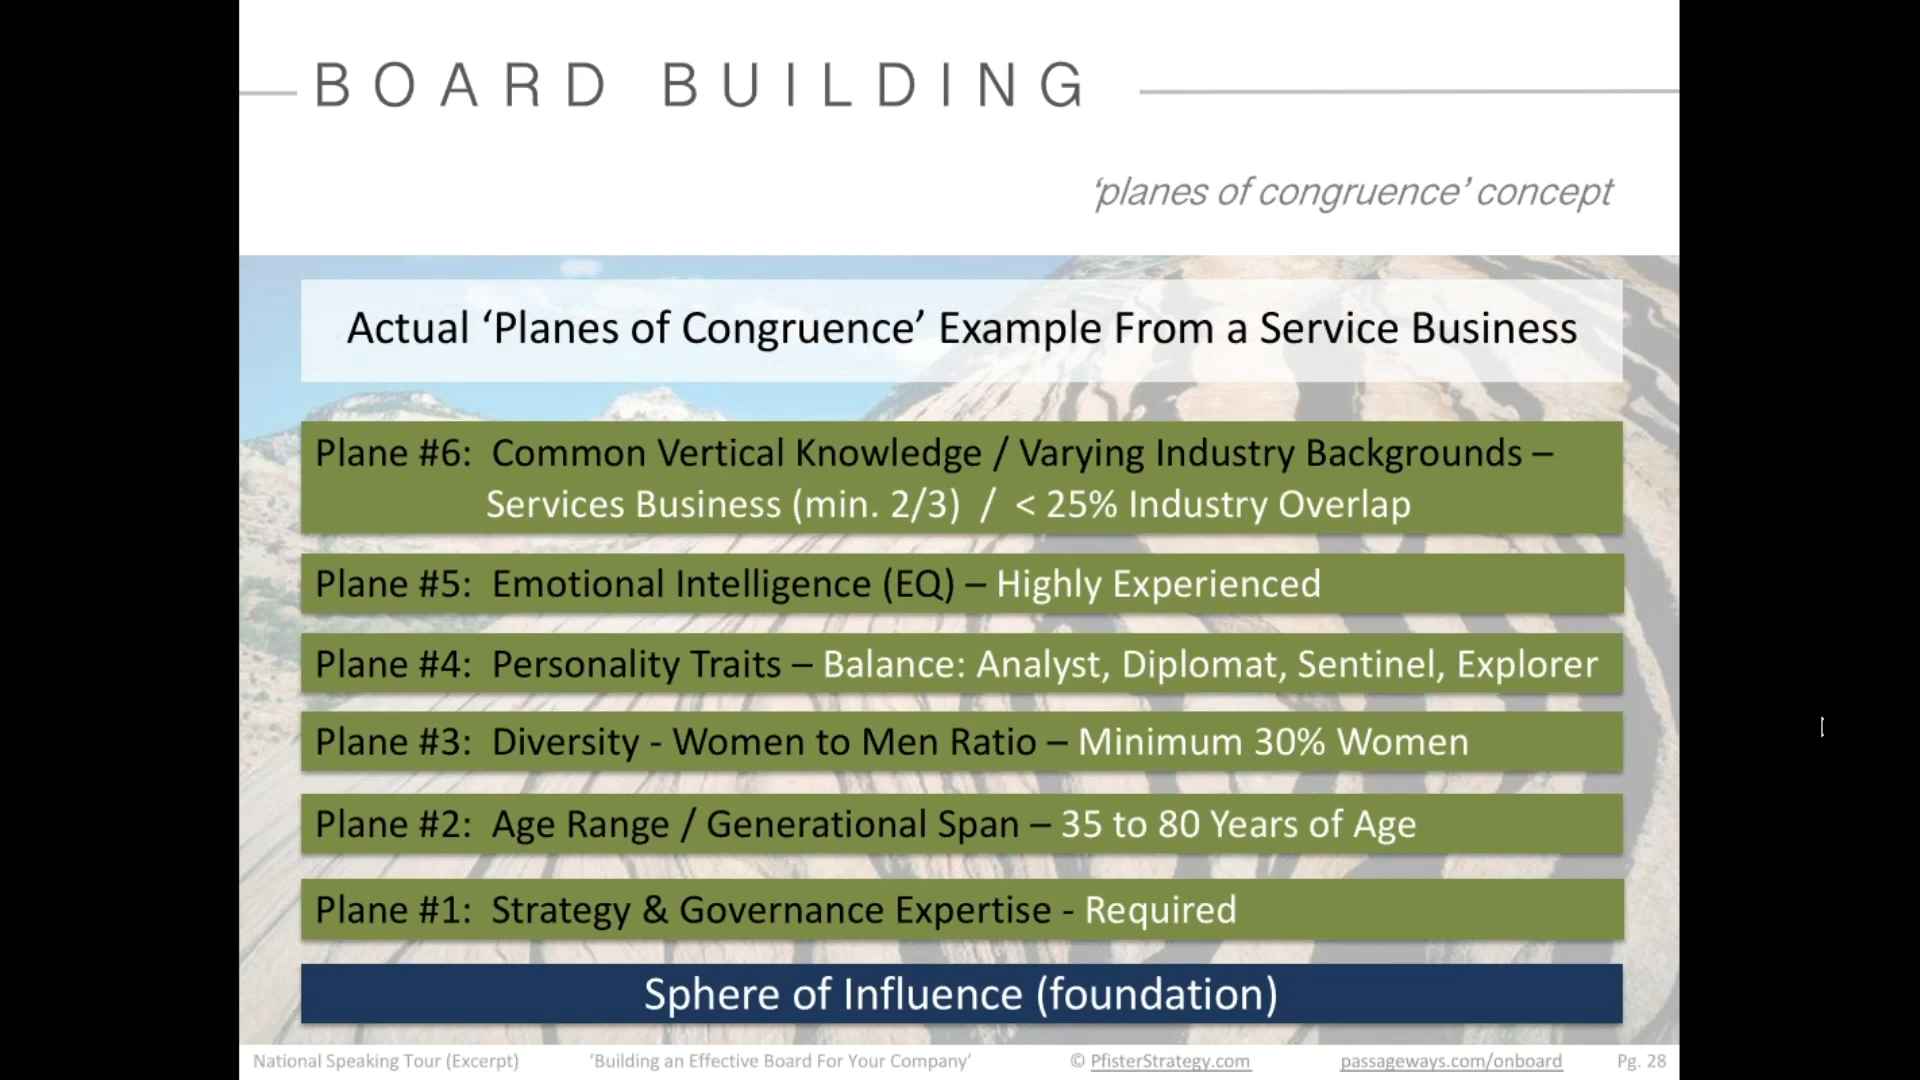 BOARD BUILDING
‘planes of congruence’ concept
Actual ‘Planes of Congruence’ Example From a Service Business
Plane #6: Common Vertical Knowledge / Varying Industry Backgrounds –
Services Business (min. 2/3) / < 25% Industry Overlap
Plane #5: Emotional Intelligence (EQ) – Highly Experienced
Plane #4: Personality Traits – Balance: Analyst, Diplomat, Sentinel, Explorer
Plane #3: Diversity - Women to Men Ratio – Minimum 30% Women
Plane #2: Age Range / Generational Span – 35 to 80 Years of Age
Plane #1: Strategy & Governance Expertise - Required
Sphere of Influence (foundation)
National Speaking Tour (Excerpt) ‘Building an Effective Board For Your Company’ © PfisterStrategy.com passageways.com/onboard Pg. 28